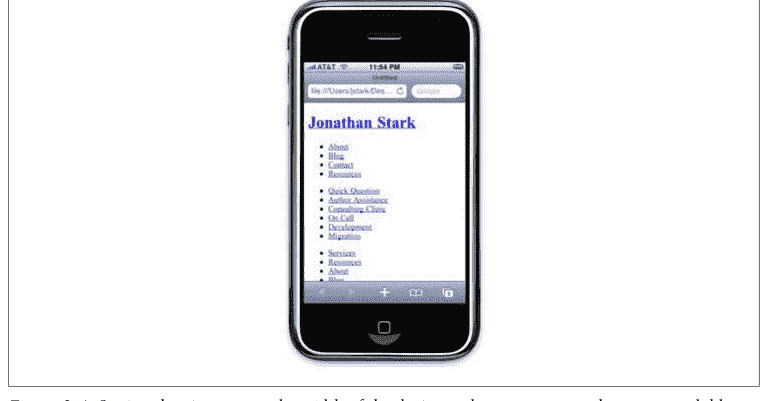 AT&T 11:54 PM
Untitled
file:///Users/jstark/Des... Google
Jonathan Stark
About
Blog
Contact
Resources
Quick Question
Author Assistance
Consulting Clinic
On Call
Development
Migration
Services
Resources
About
Blog